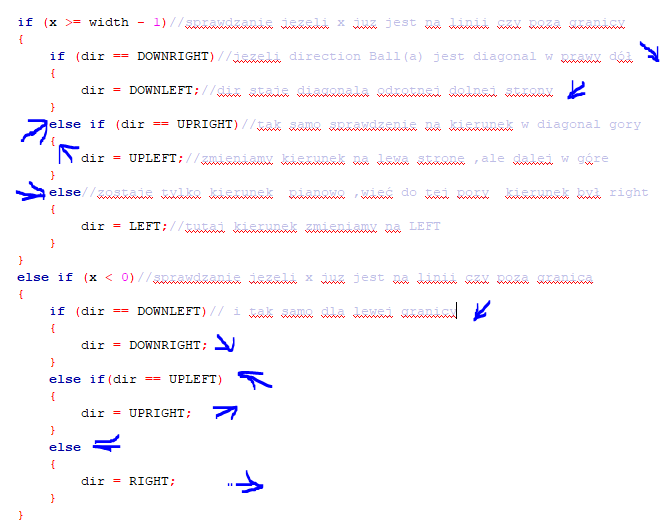 if (x >= width - 1)//sprawdzanie jezeli x juz jest na linii czy poza granicy
{
if (dir == DOWNRIGHT)//jezeli direction Ball(a) jest diagonal w prawy dół
{
dir = DOWNLEFT;//dir staje diagonala odrotnej dolnej strony
}
else if (dir == UPRIGHT)//tak samo sprawdzenie na kierunek w diagonal gory
{
dir = UPLEFT;//zmieniamy kierunek na lewa strone ,ale dalej w góre
}
else//zostaje tylko kierunek pianowo ,wieć do tej pory kierunek był right
{
dir = LEFT;//tutaj kierunek zmieniamy na LEFT
}
}
else if (x < 0)//sprawdzanie jezeli x juz jest na linii czy poza granica
{
if (dir == DOWNLEFT)// i tak samo dla lewej granicy
{
dir = DOWNRIGHT;
}
else if(dir == UPLEFT)
{
dir = UPRIGHT;
}
else
{
dir = RIGHT;
}
}